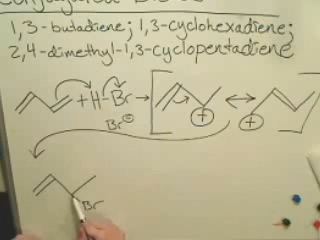 1,3-butadiene; 1,3-cyclohexadiene;
2,4-dimethyl-1,3-cyclopentadiene
+ H-Br → ⊕ ↔ ⊕
Br⊖
Br